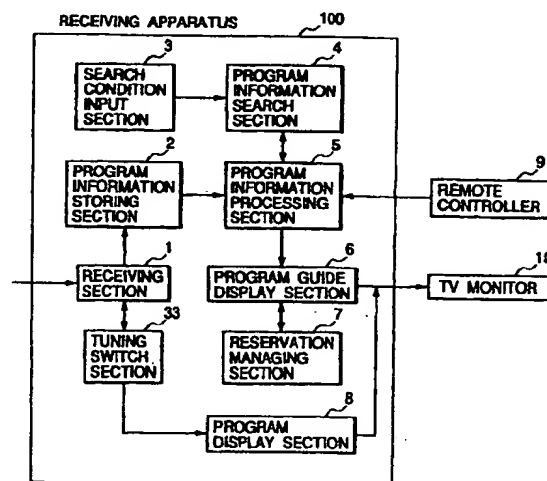 RECEIVING APPARATUS
100
3
SEARCH
CONDITION
INPUT
SECTION
4
PROGRAM
INFORMATION
SEARCH
SECTION
2
PROGRAM
INFORMATION
STORING
SECTION
5
PROGRAM
INFORMATION
PROCESSING
SECTION
9
REMOTE
CONTROLLER
1
RECEIVING
SECTION
6
PROGRAM GUIDE
DISPLAY SECTION
18
TV MONITOR
33
TUNING
SWITCH
SECTION
7
RESERVATION
MANAGING
SECTION
8
PROGRAM
DISPLAY SECTION